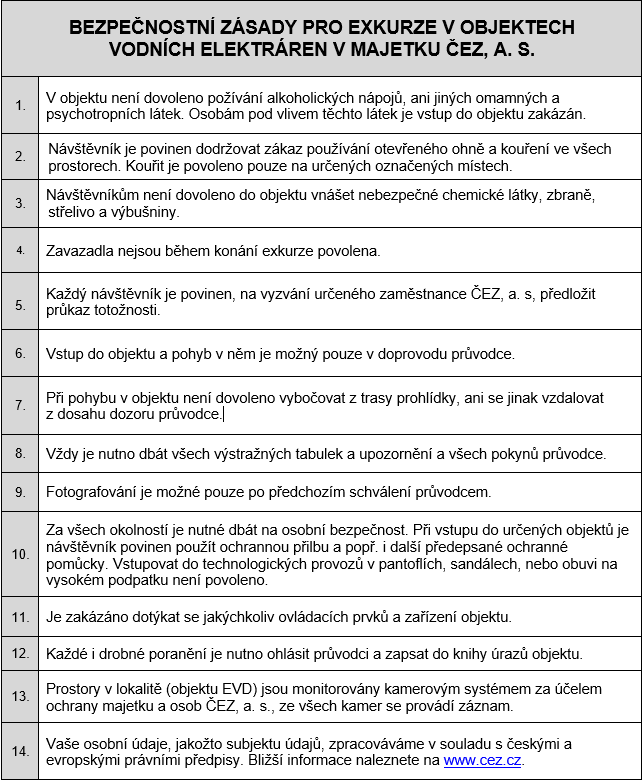 BEZPEČNOSTNÍ ZÁSADY PRO EXKURZE V OBJEKTECH
VODNÍCH ELEKTRÁREN V MAJETKU ČEZ, A. S.
1. V objektu není dovoleno požívání alkoholických nápojů, ani jiných omamných a
psychotropních látek. Osobám pod vlivem těchto látek je vstup do objektu zakázán.
2. Návštěvník je povinen dodržovat zákaz používání otevřeného ohně a kouření ve všech
prostorech. Kouřit je povoleno pouze na určených označených místech.
3. Návštěvníkům není dovoleno do objektu vnášet nebezpečné chemické látky, zbraně,
střelivo a výbušniny.
4. Zavazadla nejsou během konání exkurze povolena.
5. Každý návštěvník je povinen, na vyzvání určeného zaměstnance ČEZ, a. s, předložit
průkaz totožnosti.
6. Vstup do objektu a pohyb v něm je možný pouze v doprovodu průvodce.
7. Při pohybu v objektu není dovoleno vybočovat z trasy prohlídky, ani se jinak vzdalovat
z dosahu dozoru průvodce.
8. Vždy je nutno dbát všech výstražných tabulek a upozornění a všech pokynů průvodce.
9. Fotografování je možné pouze po předchozím schválení průvodcem.
10. Za všech okolností je nutné dbát na osobní bezpečnost. Při vstupu do určených objektů je
návštěvník povinen použít ochrannou přilbu a popř. i další předepsané ochranné
pomůcky. Vstupovat do technologických provozů v pantoflích, sandálech, nebo obuvi na
vysokém podpatku není povoleno.
11. Je zakázáno dotýkat se jakýchkoliv ovládacích prvků a zařízení objektu.
12. Každé i drobné poranění je nutno ohlásit průvodci a zapsat do knihy úrazů objektu.
13. Prostory v lokalitě (objektu EVD) jsou monitorovány kamerovým systémem za účelem
ochrany majetku a osob ČEZ, a. s., ze všech kamer se provádí záznam.
14. Vaše osobní údaje, jakožto subjektu údajů, zpracováváme v souladu s českými a
evropskými právními předpisy. Bližší informace naleznete na www.cez.cz.